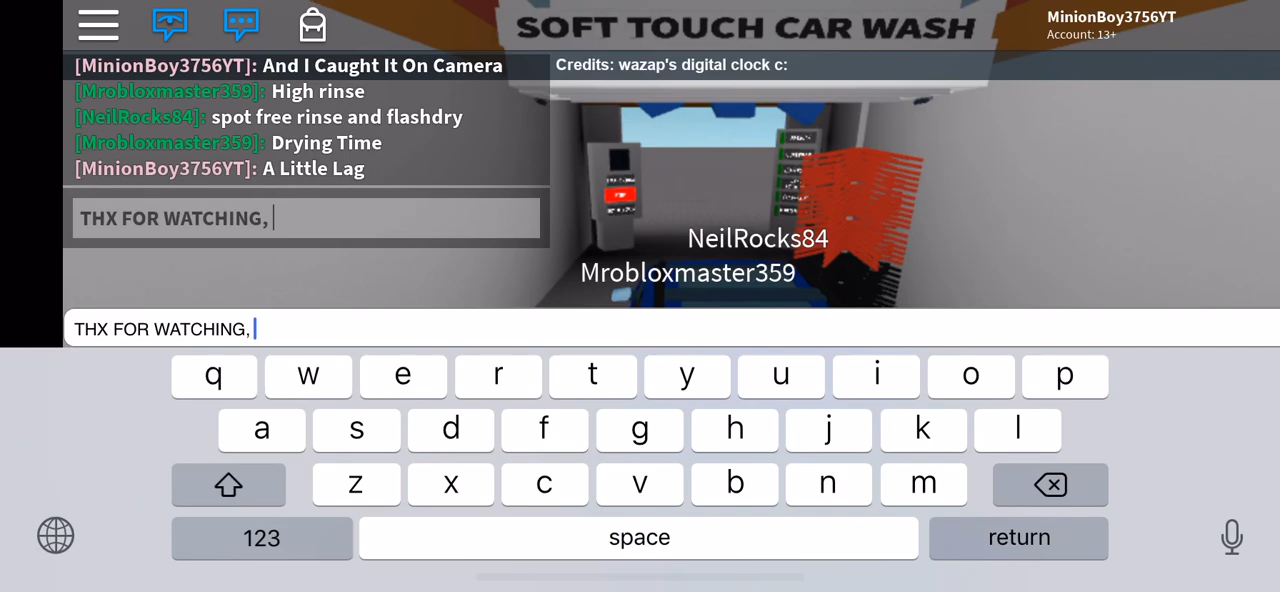 SOFT TOUCH CAR WASH
MinionBoy3756YT
Account: 13+
[MinionBoy3756YT]: And I Caught It On Camera
Credits: wazap's digital clock c:
[Mrobloxmaster359]: High rinse
[NeilRocks84]: spot free rinse and flashdry
[Mrobloxmaster359]: Drying Time
[MinionBoy3756YT]: A Little Lag
THX FOR WATCHING,
NeilRocks84
Mrobloxmaster359
THX FOR WATCHING,
q w e r t y u i o p
a s d f g h j k l
z x c v b n m
123 space return